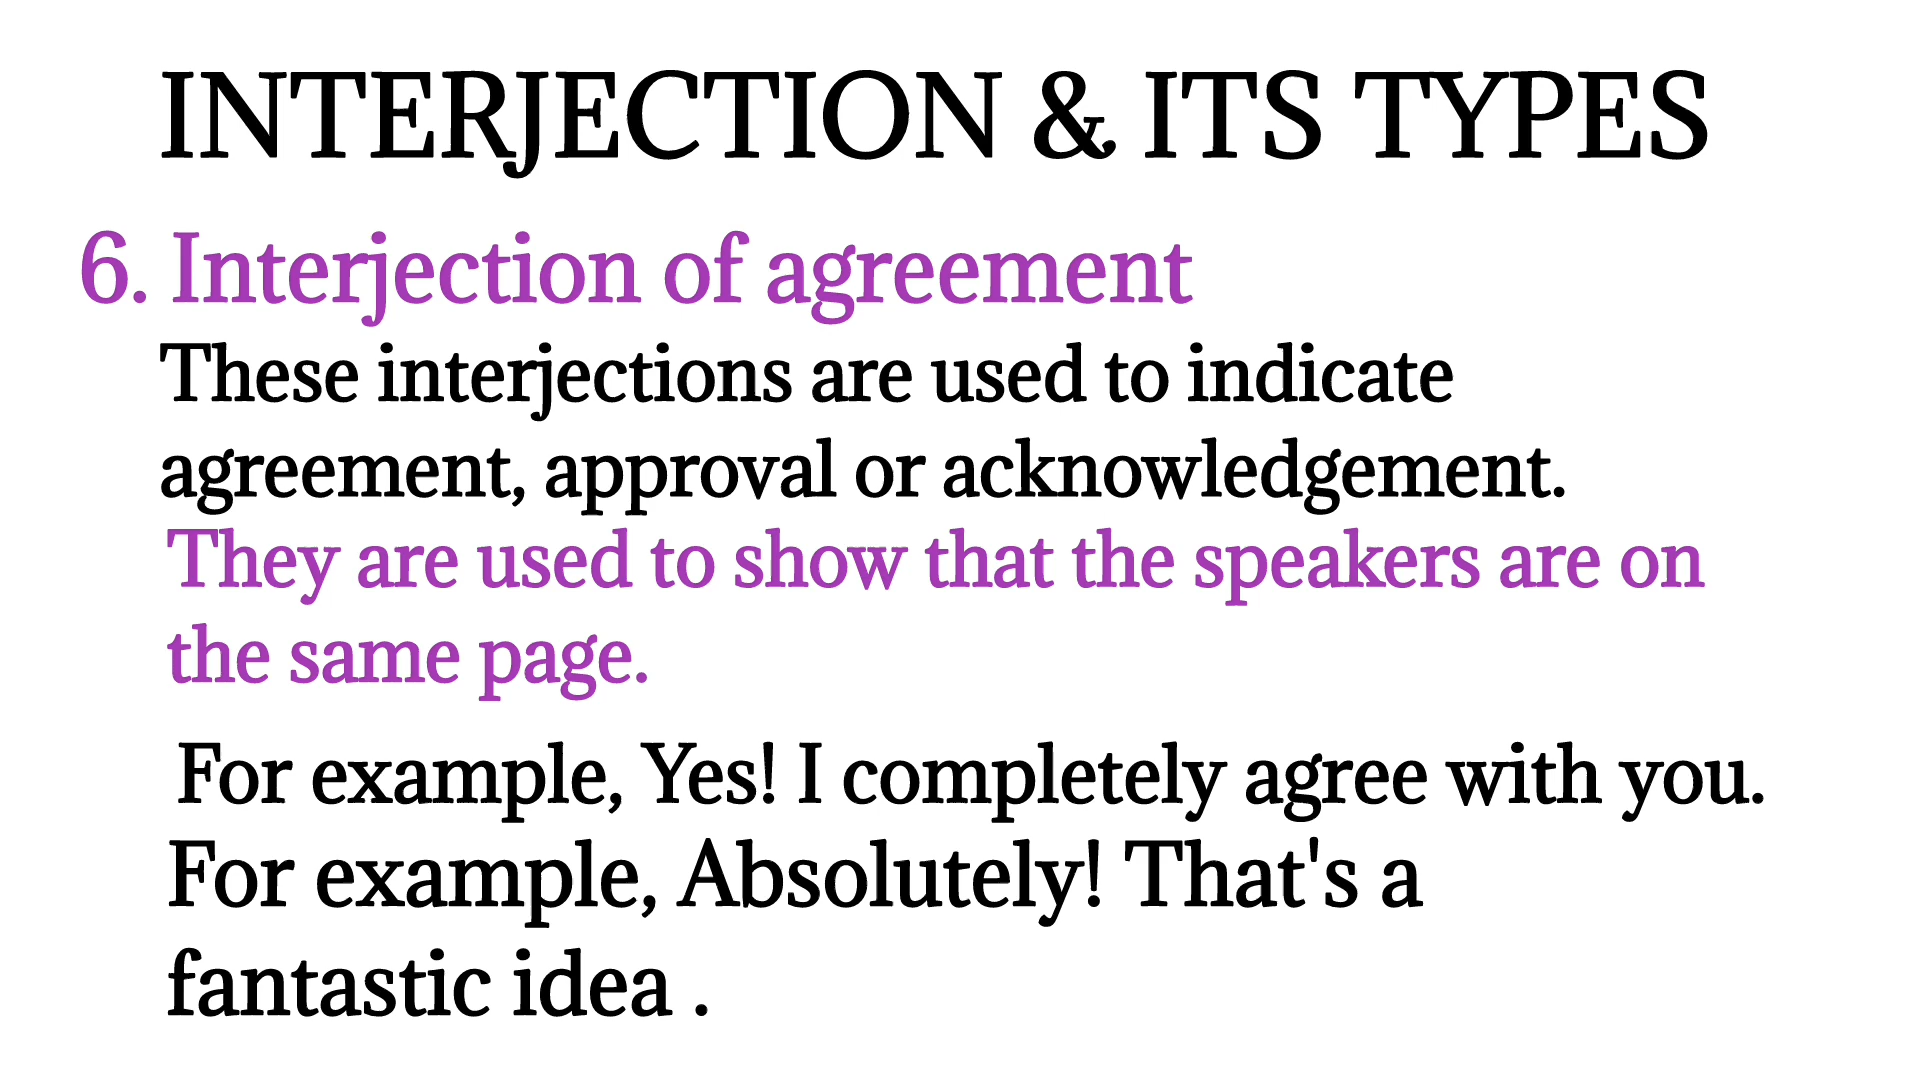 INTERJECTION & ITS TYPES
6. Interjection of agreement
These interjections are used to indicate
agreement, approval or acknowledgement.
They are used to show that the speakers are on
the same page.
For example, Yes! I completely agree with you.
For example, Absolutely! That's a
fantastic idea .